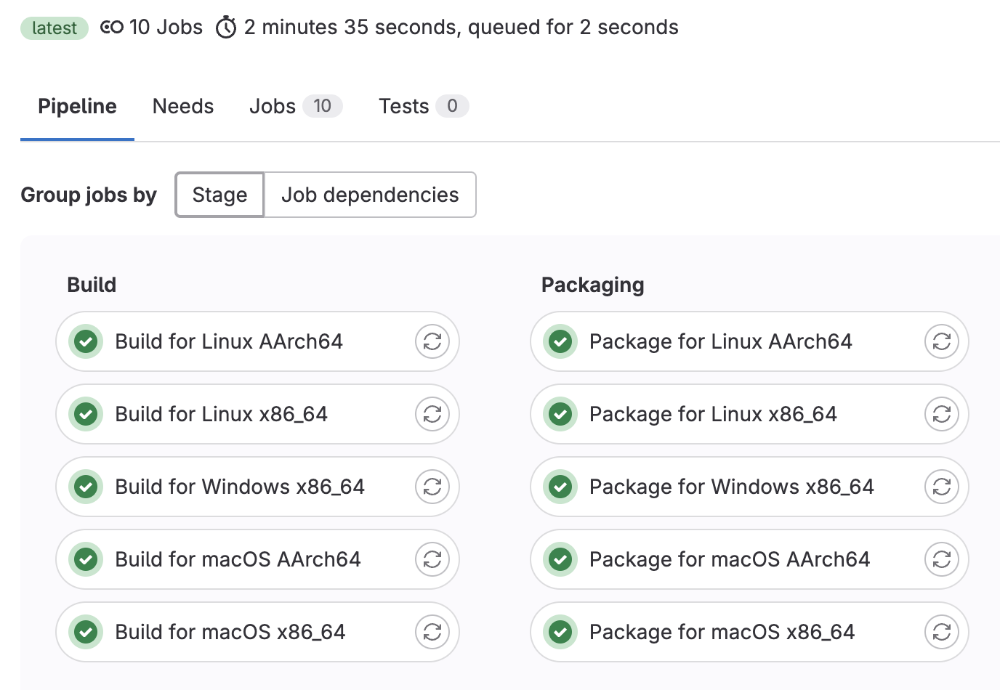 latest 10 Jobs 2 minutes 35 seconds, queued for 2 seconds
Pipeline Needs Jobs 10 Tests 0
Group jobs by Stage Job dependencies
Build
Build for Linux AArch64
Build for Linux x86_64
Build for Windows x86_64
Build for macOS AArch64
Build for macOS x86_64
Packaging
Package for Linux AArch64
Package for Linux x86_64
Package for Windows x86_64
Package for macOS AArch64
Package for macOS x86_64